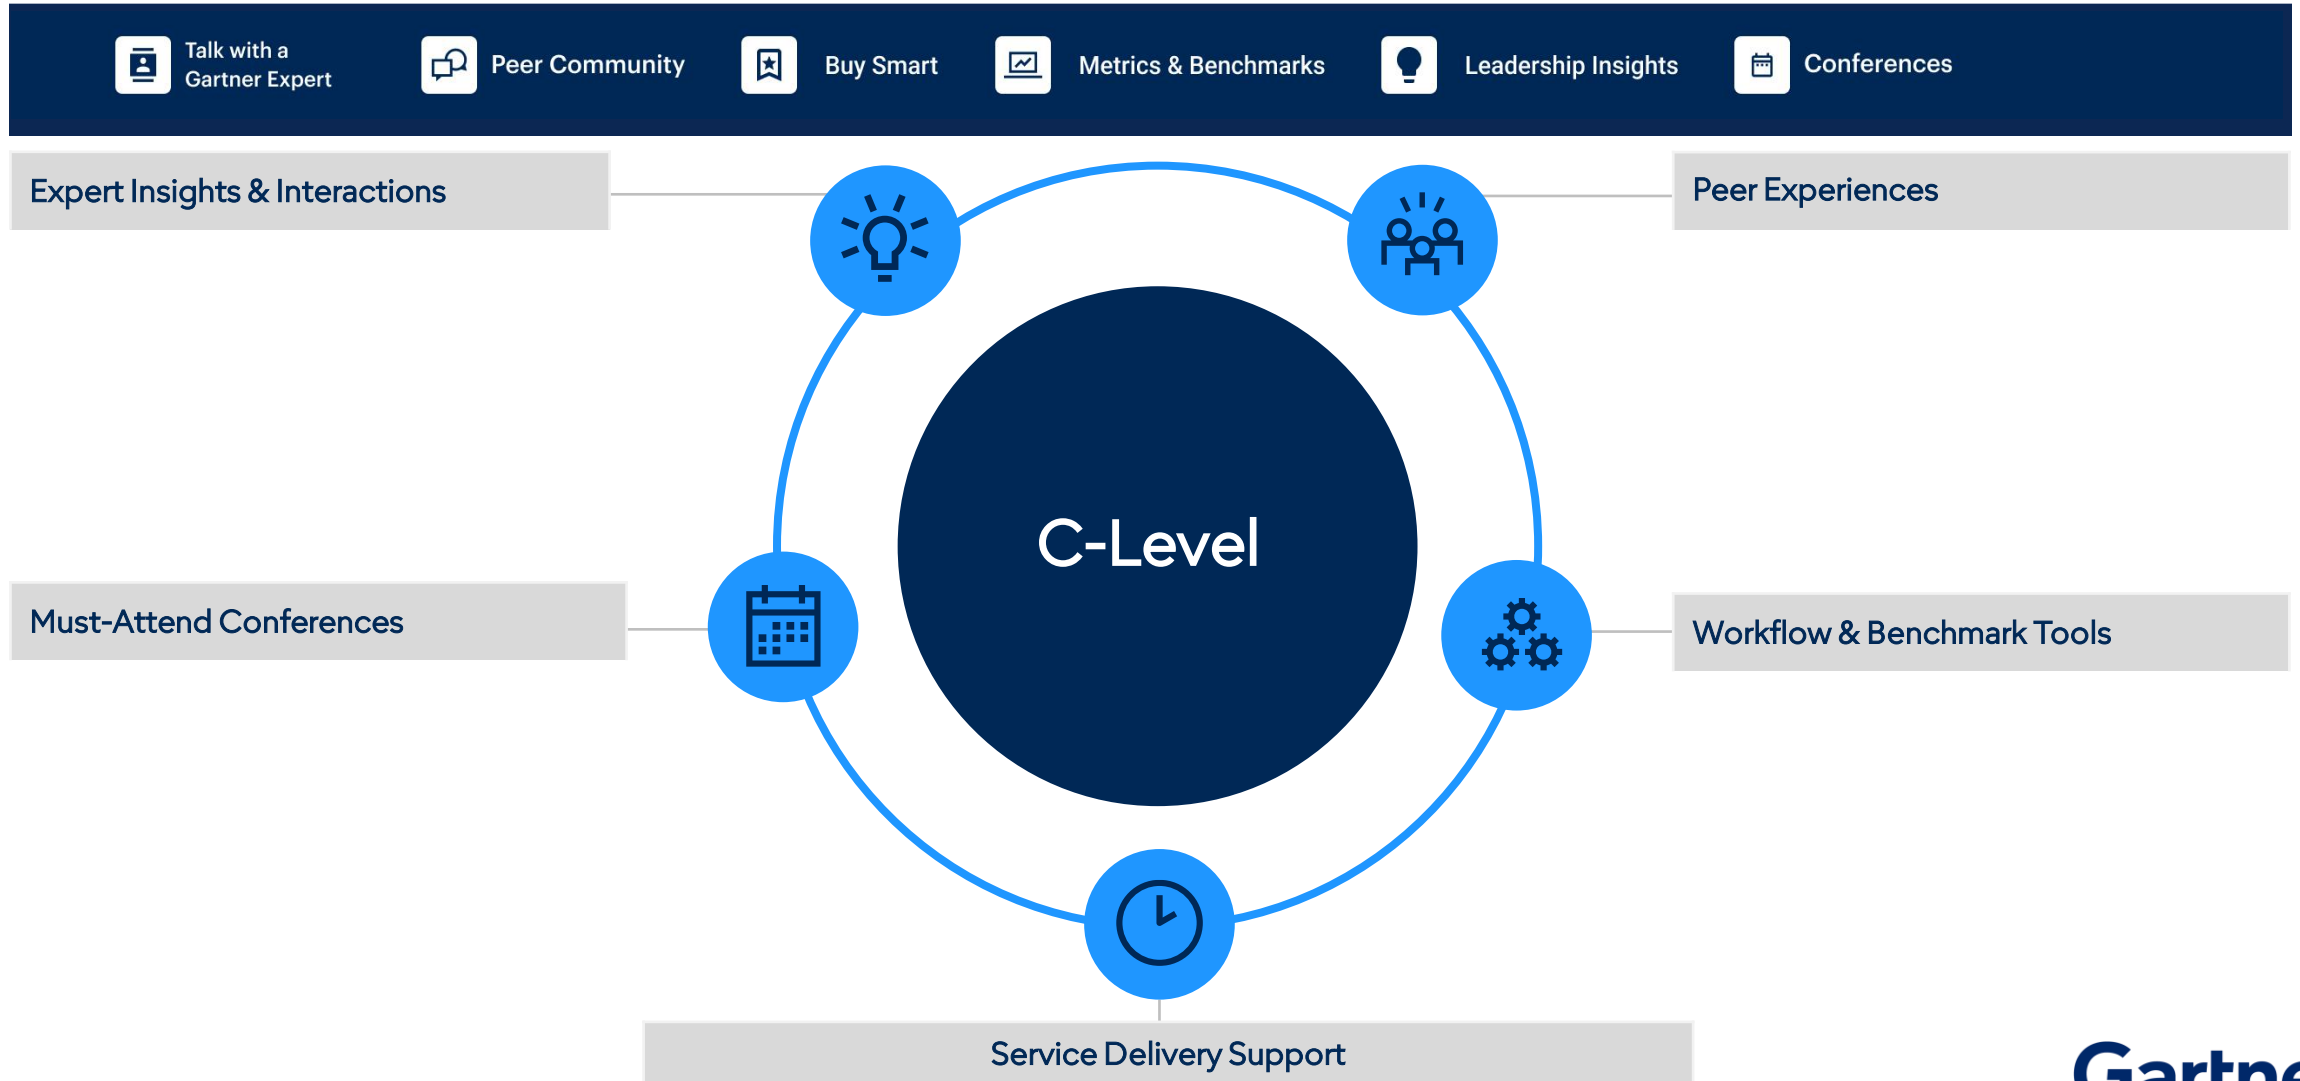 Talk with a
Gartner Expert
Peer Community
Buy Smart
Metrics & Benchmarks
Leadership Insights
Conferences
Expert Insights & Interactions
Peer Experiences
C-Level
Must-Attend Conferences
Workflow & Benchmark Tools
Service Delivery Support